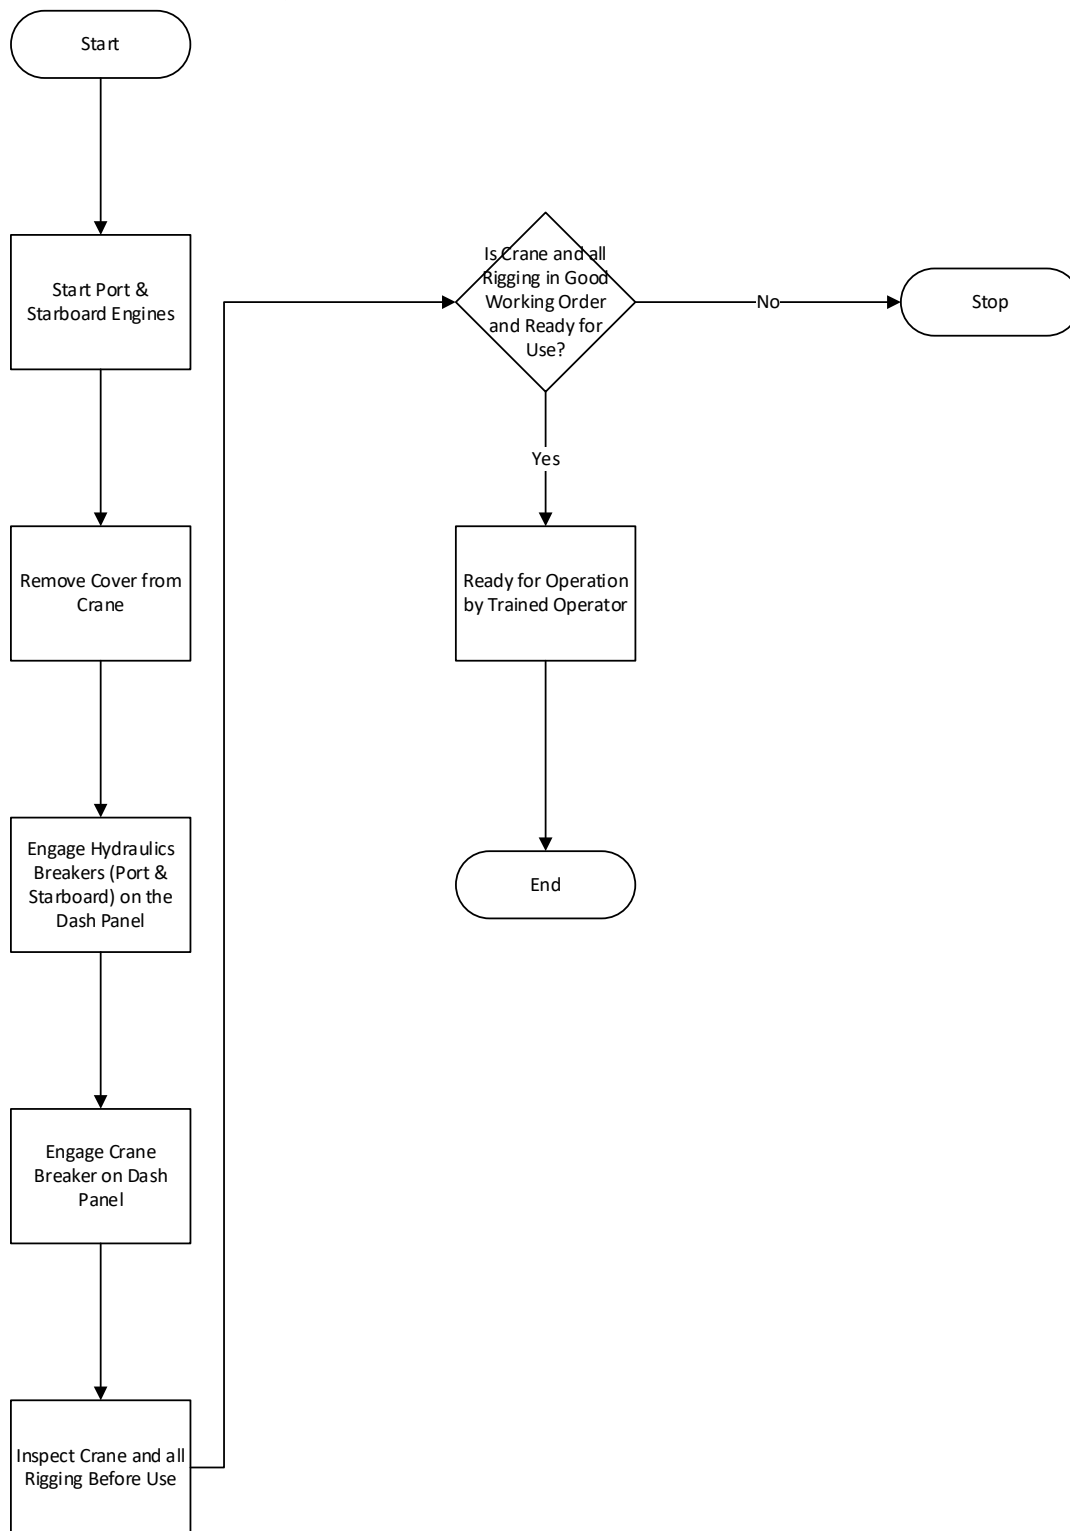 Start
Start Port &
Starboard Engines
Remove Cover from
Crane
Engage Hydraulics
Breakers (Port &
Starboard) on the
Dash Panel
Engage Crane
Breaker on Dash
Panel
Inspect Crane and all
Rigging Before Use
Is Crane and all
Rigging in Good
Working Order
and Ready for
Use?
No
Stop
Yes
Ready for Operation
by Trained Operator
End